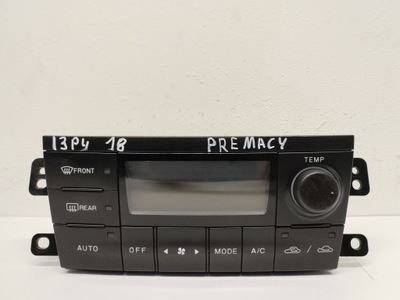 13P4 18 PREMACY
FRONT
TEMP
REAR
AUTO OFF MODE A/C /